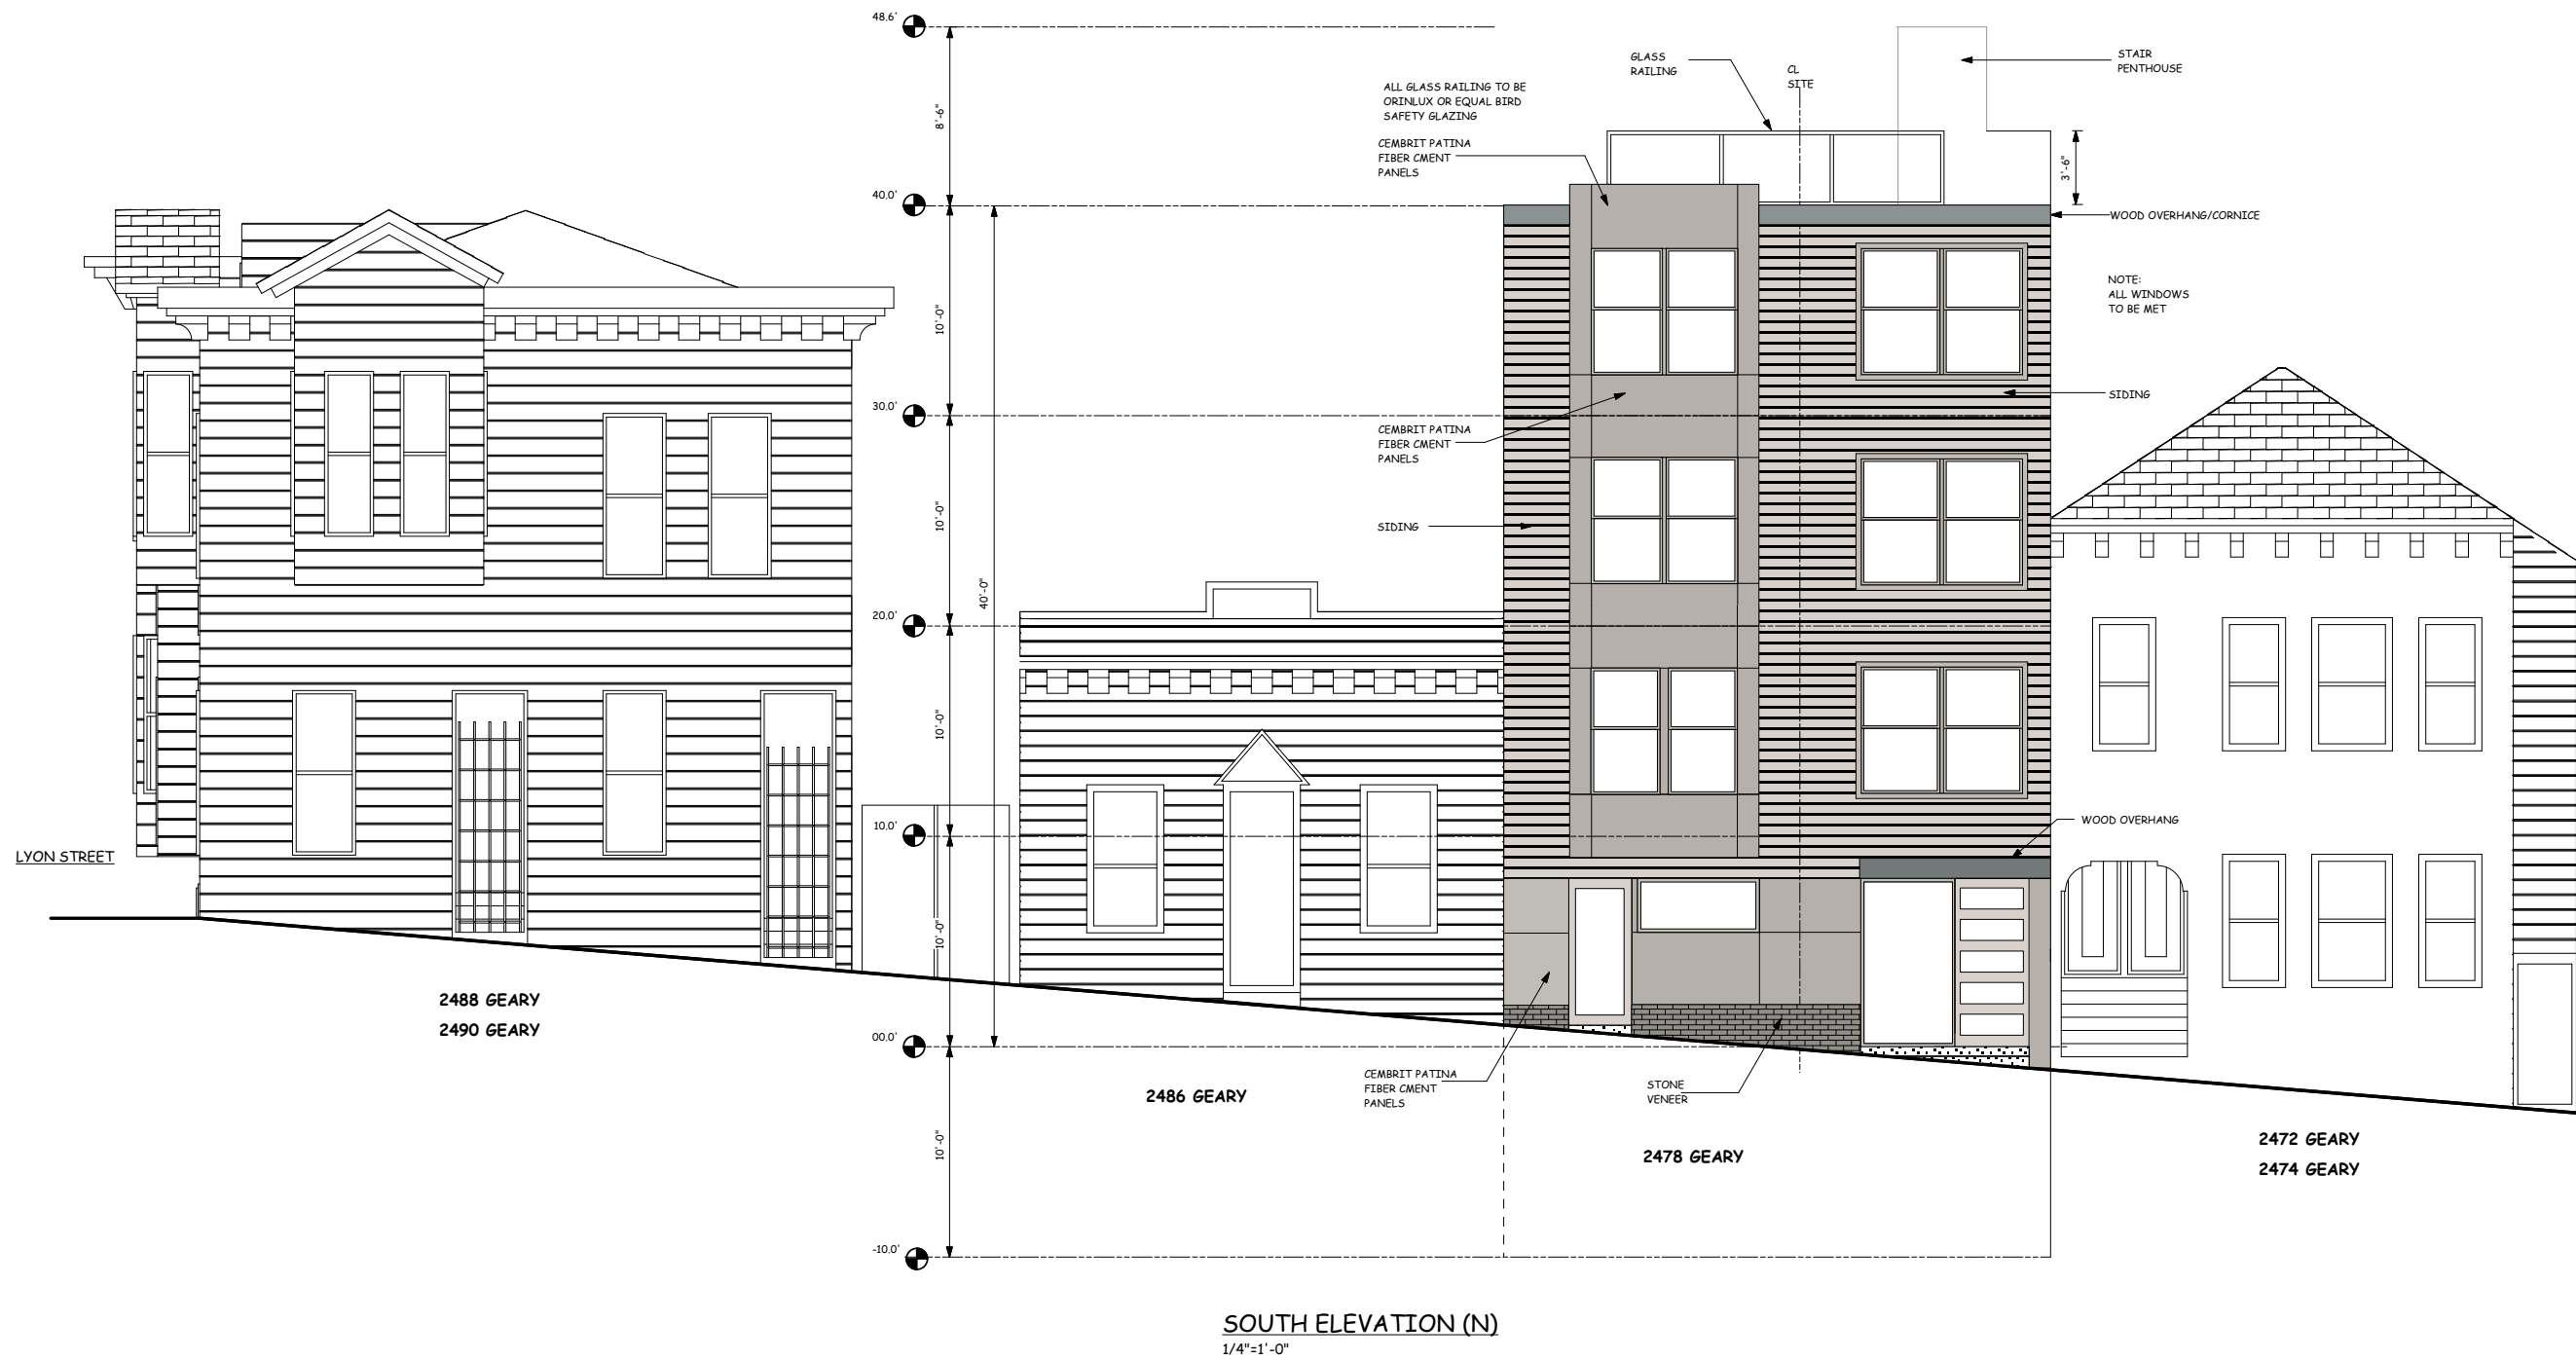 48.6'
8'-6"
GLASS
RAILING
CL
SITE
STAIR
PENTHOUSE
ALL GLASS RAILING TO BE
ORINLUX OR EQUAL BIRD
SAFETY GLAZING
CEMBRIT PATINA
FIBER CMENT
PANELS
3'-6"
40.0'
WOOD OVERHANG/CORNICE
NOTE:
ALL WINDOWS
TO BE MET
10'-0"
SIDING
30.0'
CEMBRIT PATINA
FIBER CMENT
PANELS
10'-0"
SIDING
40'-0"
20.0'
10'-0"
10.0'
WOOD OVERHANG
LYON STREET
10'-0"
2488 GEARY
2490 GEARY
00.0'
CEMBRIT PATINA
FIBER CMENT
PANELS
STONE
VENEER
2486 GEARY
10'-0"
2478 GEARY
2472 GEARY
2474 GEARY
-10.0'
SOUTH ELEVATION (N)
1/4"=1'-0"